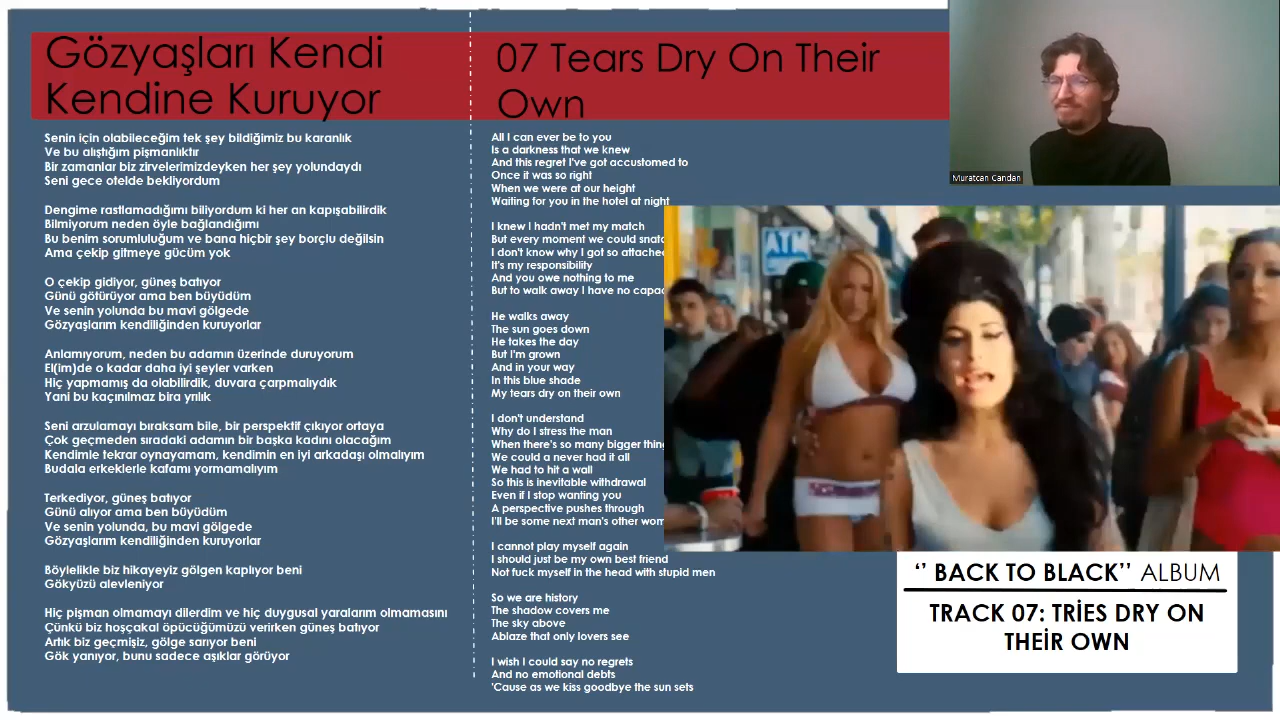 Gözyaşları Kendi
Kendine Kuruyor
Senin için olabileceğim tek şey bildiğimiz bu karanlık
Ve bu alıştığım pişmanlıktır
Bir zamanlar biz zirvelerimizdeyken her şey yolundaydı
Seni gece otelde bekliyordum
Dengime rastlamadığımı biliyordum ki her an kapışabilirdik
Bilmiyorum neden öyle bağlandığımı
Bu benim sorumluluğum ve bana hiçbir şey borçlu değilsin
Ama çekip gitmeye gücüm yok
O çekip gidiyor, güneş batıyor
Günü götürüyor ama ben büyüdüm
Ve senin yolunda bu mavi gölgede
Gözyaşlarım kendiliğinden kuruyorlar
Anlamıyorum, neden bu adamın üzerinde duruyorum
El(im)de o kadar daha iyi şeyler varken
Hiç yapmamış da olabilirdik, duvara çarpmalıydık
Yani bu kaçınılmaz bira yrılık
Seni arzulamayı bıraksam bile, bir perspektif çıkıyor ortaya
Çok geçmeden sıradaki adamın bir başka kadını olacağım
Kendimle tekrar oynayamam, kendimin en iyi arkadaşı olmalıyım
Budala erkeklerle kafamı yormamalıyım
Terkediyor, güneş batıyor
Günü alıyor ama ben büyüdüm
Ve senin yolunda, bu mavi gölgede
Gözyaşlarım kendiliğinden kuruyorlar
Böylelikle biz hikayeyiz gölgen kaplıyor beni
Gökyüzü alevleniyor
Hiç pişman olmamayı dilerdim ve hiç duygusal yaralarım olmamasını
Çünkü biz hoşçakal öpücüğümüzü verirken güneş batıyor
Artık biz geçmişiz, gölge sarıyor beni
Gök yanıyor, bunu sadece aşıklar görüyor
07 Tears Dry On Their
Own
All I can ever be to you
Is a darkness that we knew
And this regret I've got accustomed to
Once it was so right
When we were at our height
Waiting for you in the hotel at night
I knew I hadn't met my match
But every moment we could snatc
I don't know why I got so attached
It's my responsibility
And you owe nothing to me
But to walk away I have no capac
He walks away
The sun goes down
He takes the day
But I'm grown
And in your way
In this blue shade
My tears dry on their own
I don't understand
Why do I stress the man
When there's so many bigger thing
We could a never had it all
We had to hit a wall
So this is inevitable withdrawal
Even if I stop wanting you
A perspective pushes through
I'll be some next man's other wom
I cannot play myself again
I should just be my own best friend
Not fuck myself in the head with stupid men
So we are history
The shadow covers me
The sky above
Ablaze that only lovers see
I wish I could say no regrets
And no emotional debts
'Cause as we kiss goodbye the sun sets
Muratcan Candan
ATM
‘’ BACK TO BLACK’’ ALBUM
TRACK 07: TRİES DRY ON
THEİR OWN